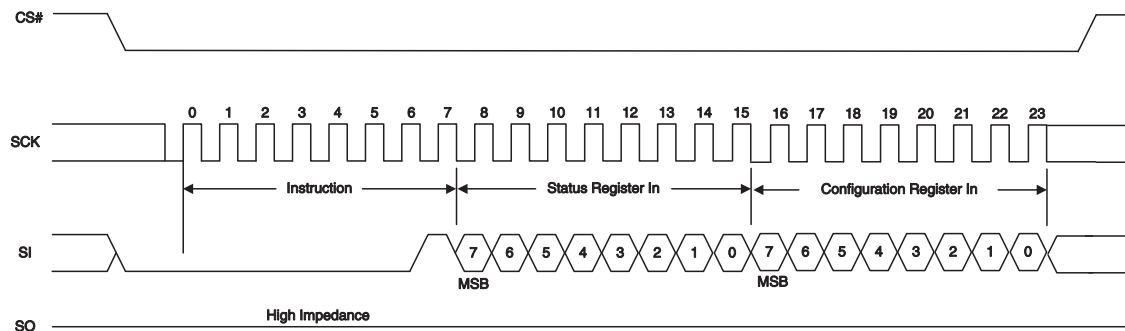 CS#
0 1 2 3 4 5 6 7 8 9 10 11 12 13 14 15 16 17 18 19 20 21 22 23
SCK
Instruction Status Register In Configuration Register In
SI 7 6 5 4 3 2 1 0 7 6 5 4 3 2 1 0
MSB MSB
High Impedance
SO